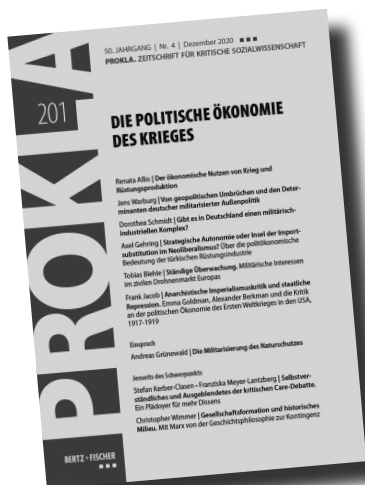 PROKLA
201
50. JAHRGANG | Nr. 4 | Dezember 2020 ■ ■ ■
PROKLA. ZEITSCHRIFT FÜR KRITISCHE SOZIALWISSENSCHAFT
DIE POLITISCHE ÖKONOMIE
DES KRIEGES
Renata Allio | Der ökonomische Nutzen von Krieg und
Rüstungsproduktion
Jens Warburg | Von geopolitischen Umbrüchen und den Deter-
minanten deutscher militarisierter Außenpolitik
Dorothea Schmidt | Gibt es in Deutschland einen militärisch-
industriellen Komplex?
Axel Gehring | Strategische Autonomie oder Insel der Import-
substitution im Neoliberalismus? Über die politökonomische
Bedeutung der türkischen Rüstungsindustrie
Tobias Biehle | Ständige Überwachung. Militärische Interessen
im zivilen Drohnenmarkt Europas
Frank Jacob | Anarchistische Imperialismuskritik und staatliche
Repression. Emma Goldman, Alexander Berkman und die Kritik
an der politischen Ökonomie des Ersten Weltkrieges in den USA,
1917-1919
Einspruch
Andreas Grünewald | Die Militarisierung des Naturschutzes
Jenseits des Schwerpunkts
Stefan Kerber-Clasen · Franziska Meyer-Lantzberg | Selbstver-
ständliches und Ausgeblendetes der kritischen Care-Debatte.
Ein Plädoyer für mehr Dissens
Christopher Wimmer | Gesellschaftsformation und historisches
Milieu. Mit Marx von der Geschichtsphilosophie zur Kontingenz
BERTZ + FISCHER
■ ■ ■